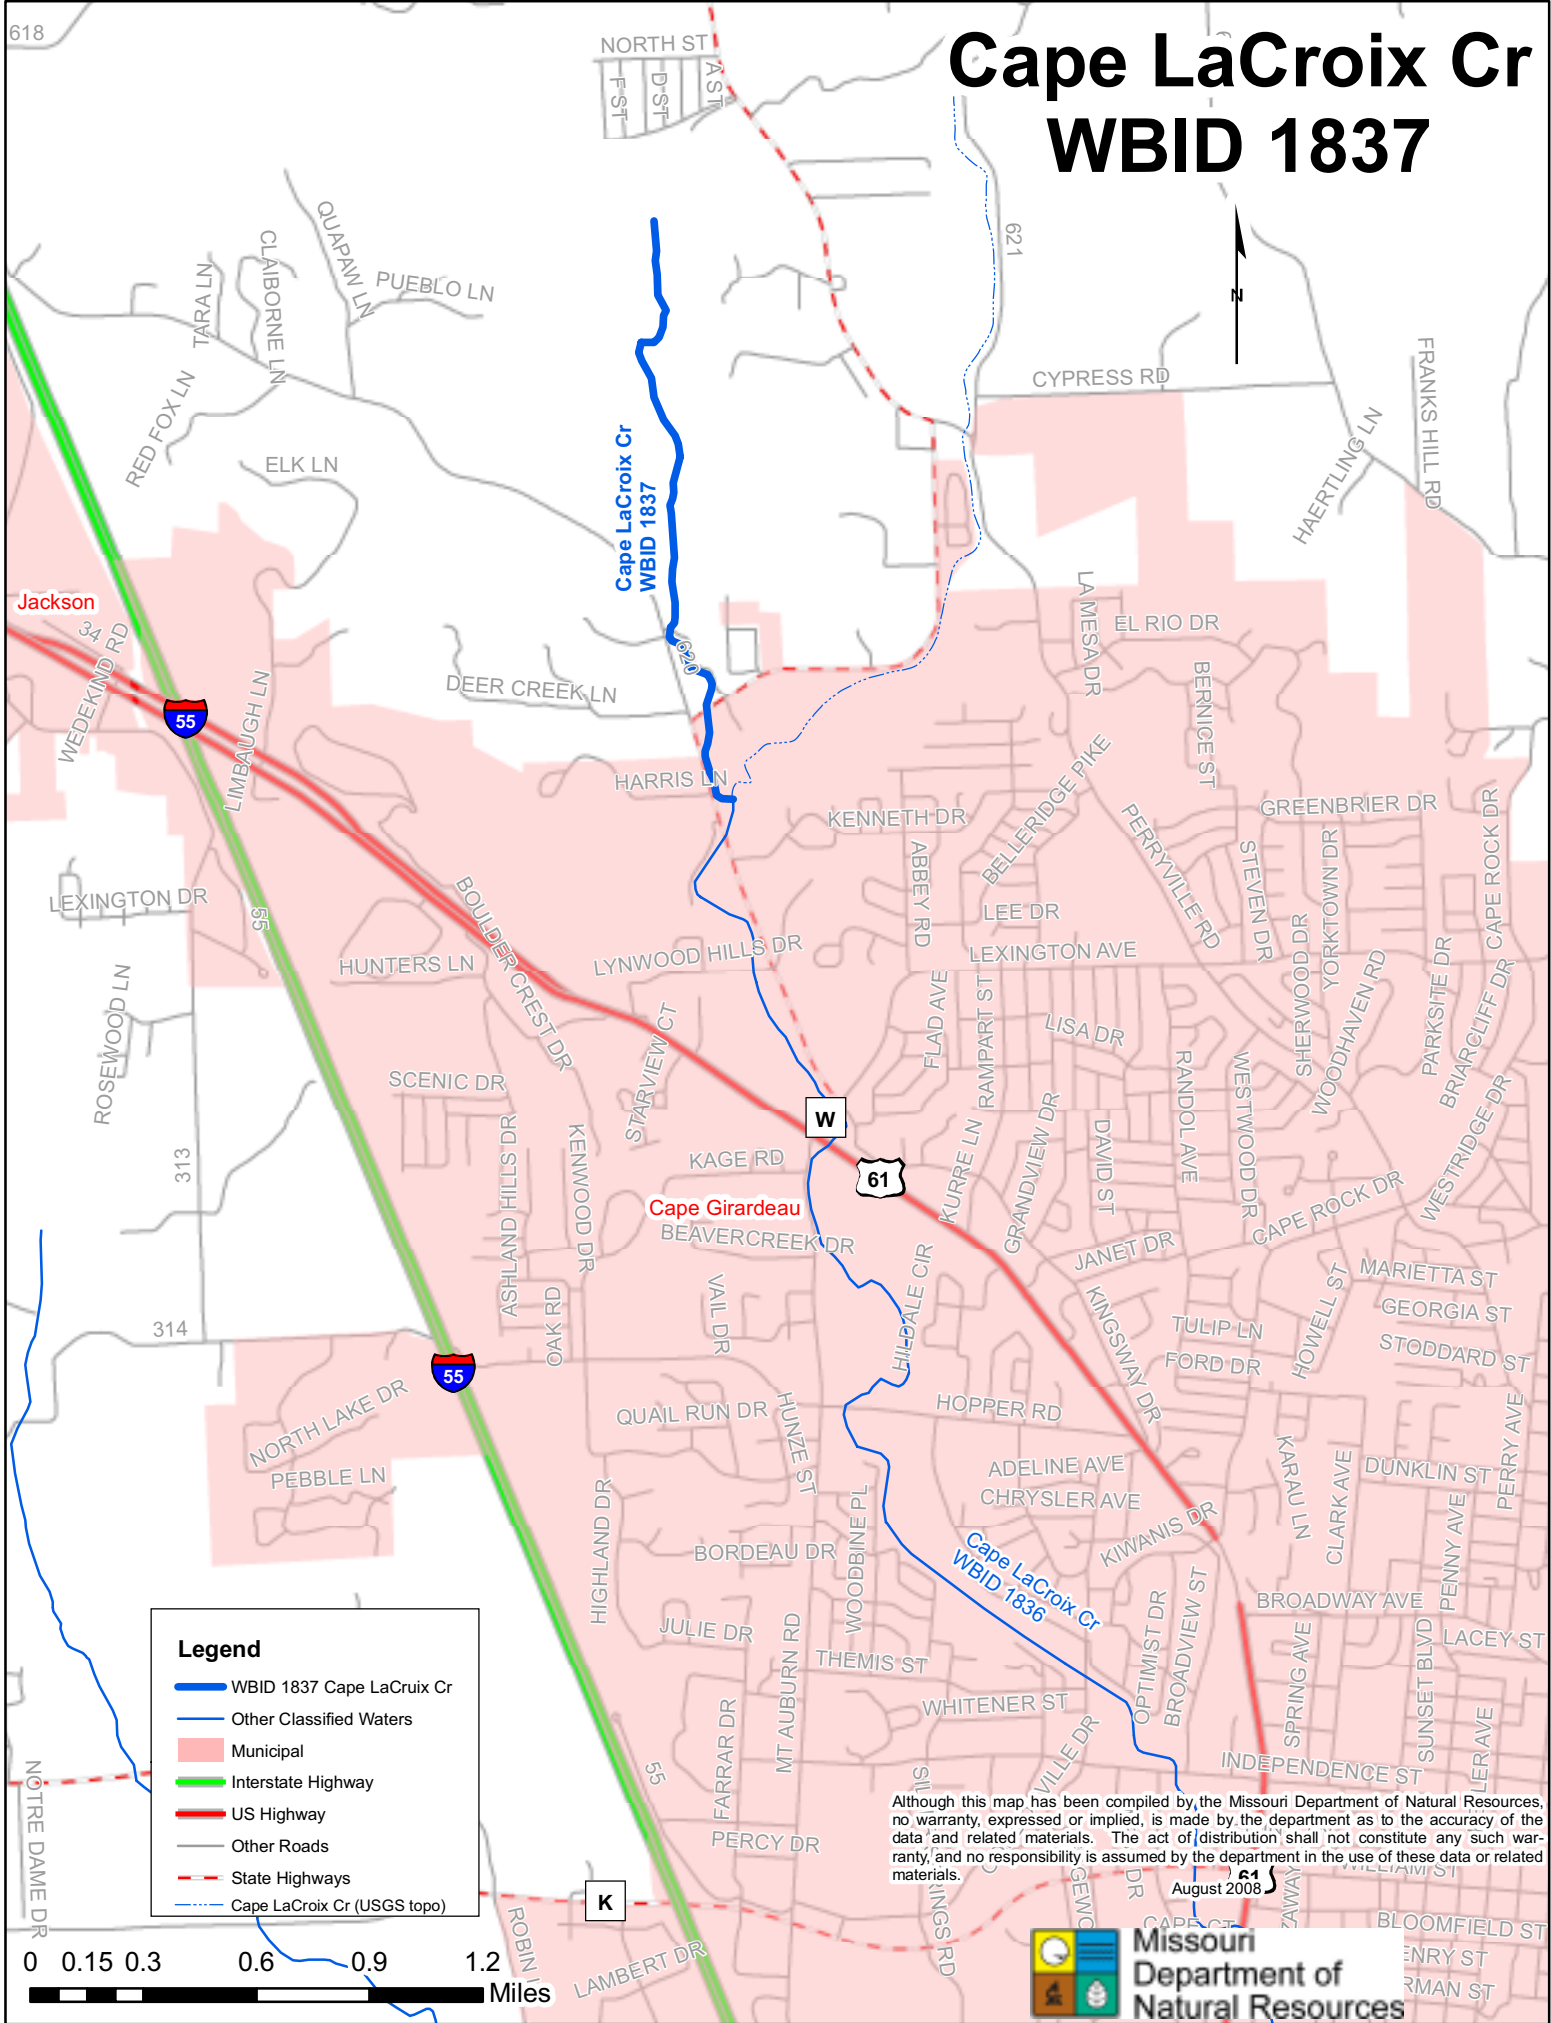 Cape LaCroix Cr
WBID 1837
618
NORTH ST
F ST
D ST
A ST
621
N
QUAPAW LN
CLAIBORNE LN
TARA LN
PUEBLO LN
RED FOX LN
ELK LN
CYPRESS RD
FRANKS HILL RD
HAERTLING LN
Cape LaCroix Cr
WBID 1837
Jackson
34
WEDEKIND RD
55
LIMBAUGH LN
620
DEER CREEK LN
HARRIS LN
LA MESA DR
EL RIO DR
BERNICE ST
BELLERIDGE PIKE
KENNETH DR
GREENBRIER DR
PERRYVILLE RD
ABBEY RD
STEVEN DR
YORKTOWN DR
CAPE ROCK DR
LEXINGTON DR
55
BOULDER CREST DR
LEE DR
LEXINGTON AVE
SHERWOOD DR
HUNTERS LN
LYNWOOD HILLS DR
WOODHAVEN RD
PARKSITE DR
BRIARCLIFF DR
ROSEWOOD LN
STARVIEW CT
FLAD AVE
RAMPART ST
LISA DR
RANDOL AVE
WESTWOOD DR
WESTRIDGE DR
SCENIC DR
ASHLAND HILLS DR
KENWOOD DR
W
313
KAGE RD
61
KURRE LN
GRANDVIEW DR
DAVID ST
CAPE ROCK DR
Cape Girardeau
BEAVERCREEK DR
JANET DR
MARIETTA ST
VAIL DR
OAK RD
HILDALE CIR
KINGSWAY DR
HOWELL ST
GEORGIA ST
314
TULIP LN
STODDARD ST
FORD DR
55
NORTH LAKE DR
QUAIL RUN DR
HUNZE ST
HOPPER RD
PERRY AVE
PEBBLE LN
ADELINE AVE
KARAU LN
CLARK AVE
DUNKLIN ST
CHRYSLER AVE
HIGHLAND DR
WOODBINE PL
KIWANIS DR
PENNY AVE
BORDEAU DR
Cape LaCroix Cr
WBID 1836
OPTIMIST DR
BROADVIEW ST
BROADWAY AVE
JULIE DR
MT AUBURN RD
THEMIS ST
SPRING AVE
SUNSET BLVD
LACEY ST
Legend
WBID 1837 Cape LaCruix Cr
Other Classified Waters
Municipal
Interstate Highway
US Highway
Other Roads
State Highways
Cape LaCroix Cr (USGS topo)
WHITENER ST
FARRAR DR
55
INDEPENDENCE ST
NOTRE DAME DR
PERCY DR
Although this map has been compiled by the Missouri Department of Natural Resources,
no warranty, expressed or implied, is made by the department as to the accuracy of the
data and related materials. The act of distribution shall not constitute any such war-
ranty, and no responsibility is assumed by the department in the use of these data or related
materials.
WILLIAM ST
61
August 2008
K
ROBIN
LAMBERT DR
CAPE CT
BLOOMFIELD ST
0 0.15 0.3 0.6 0.9 1.2
Miles
Missouri
Department of
Natural Resources